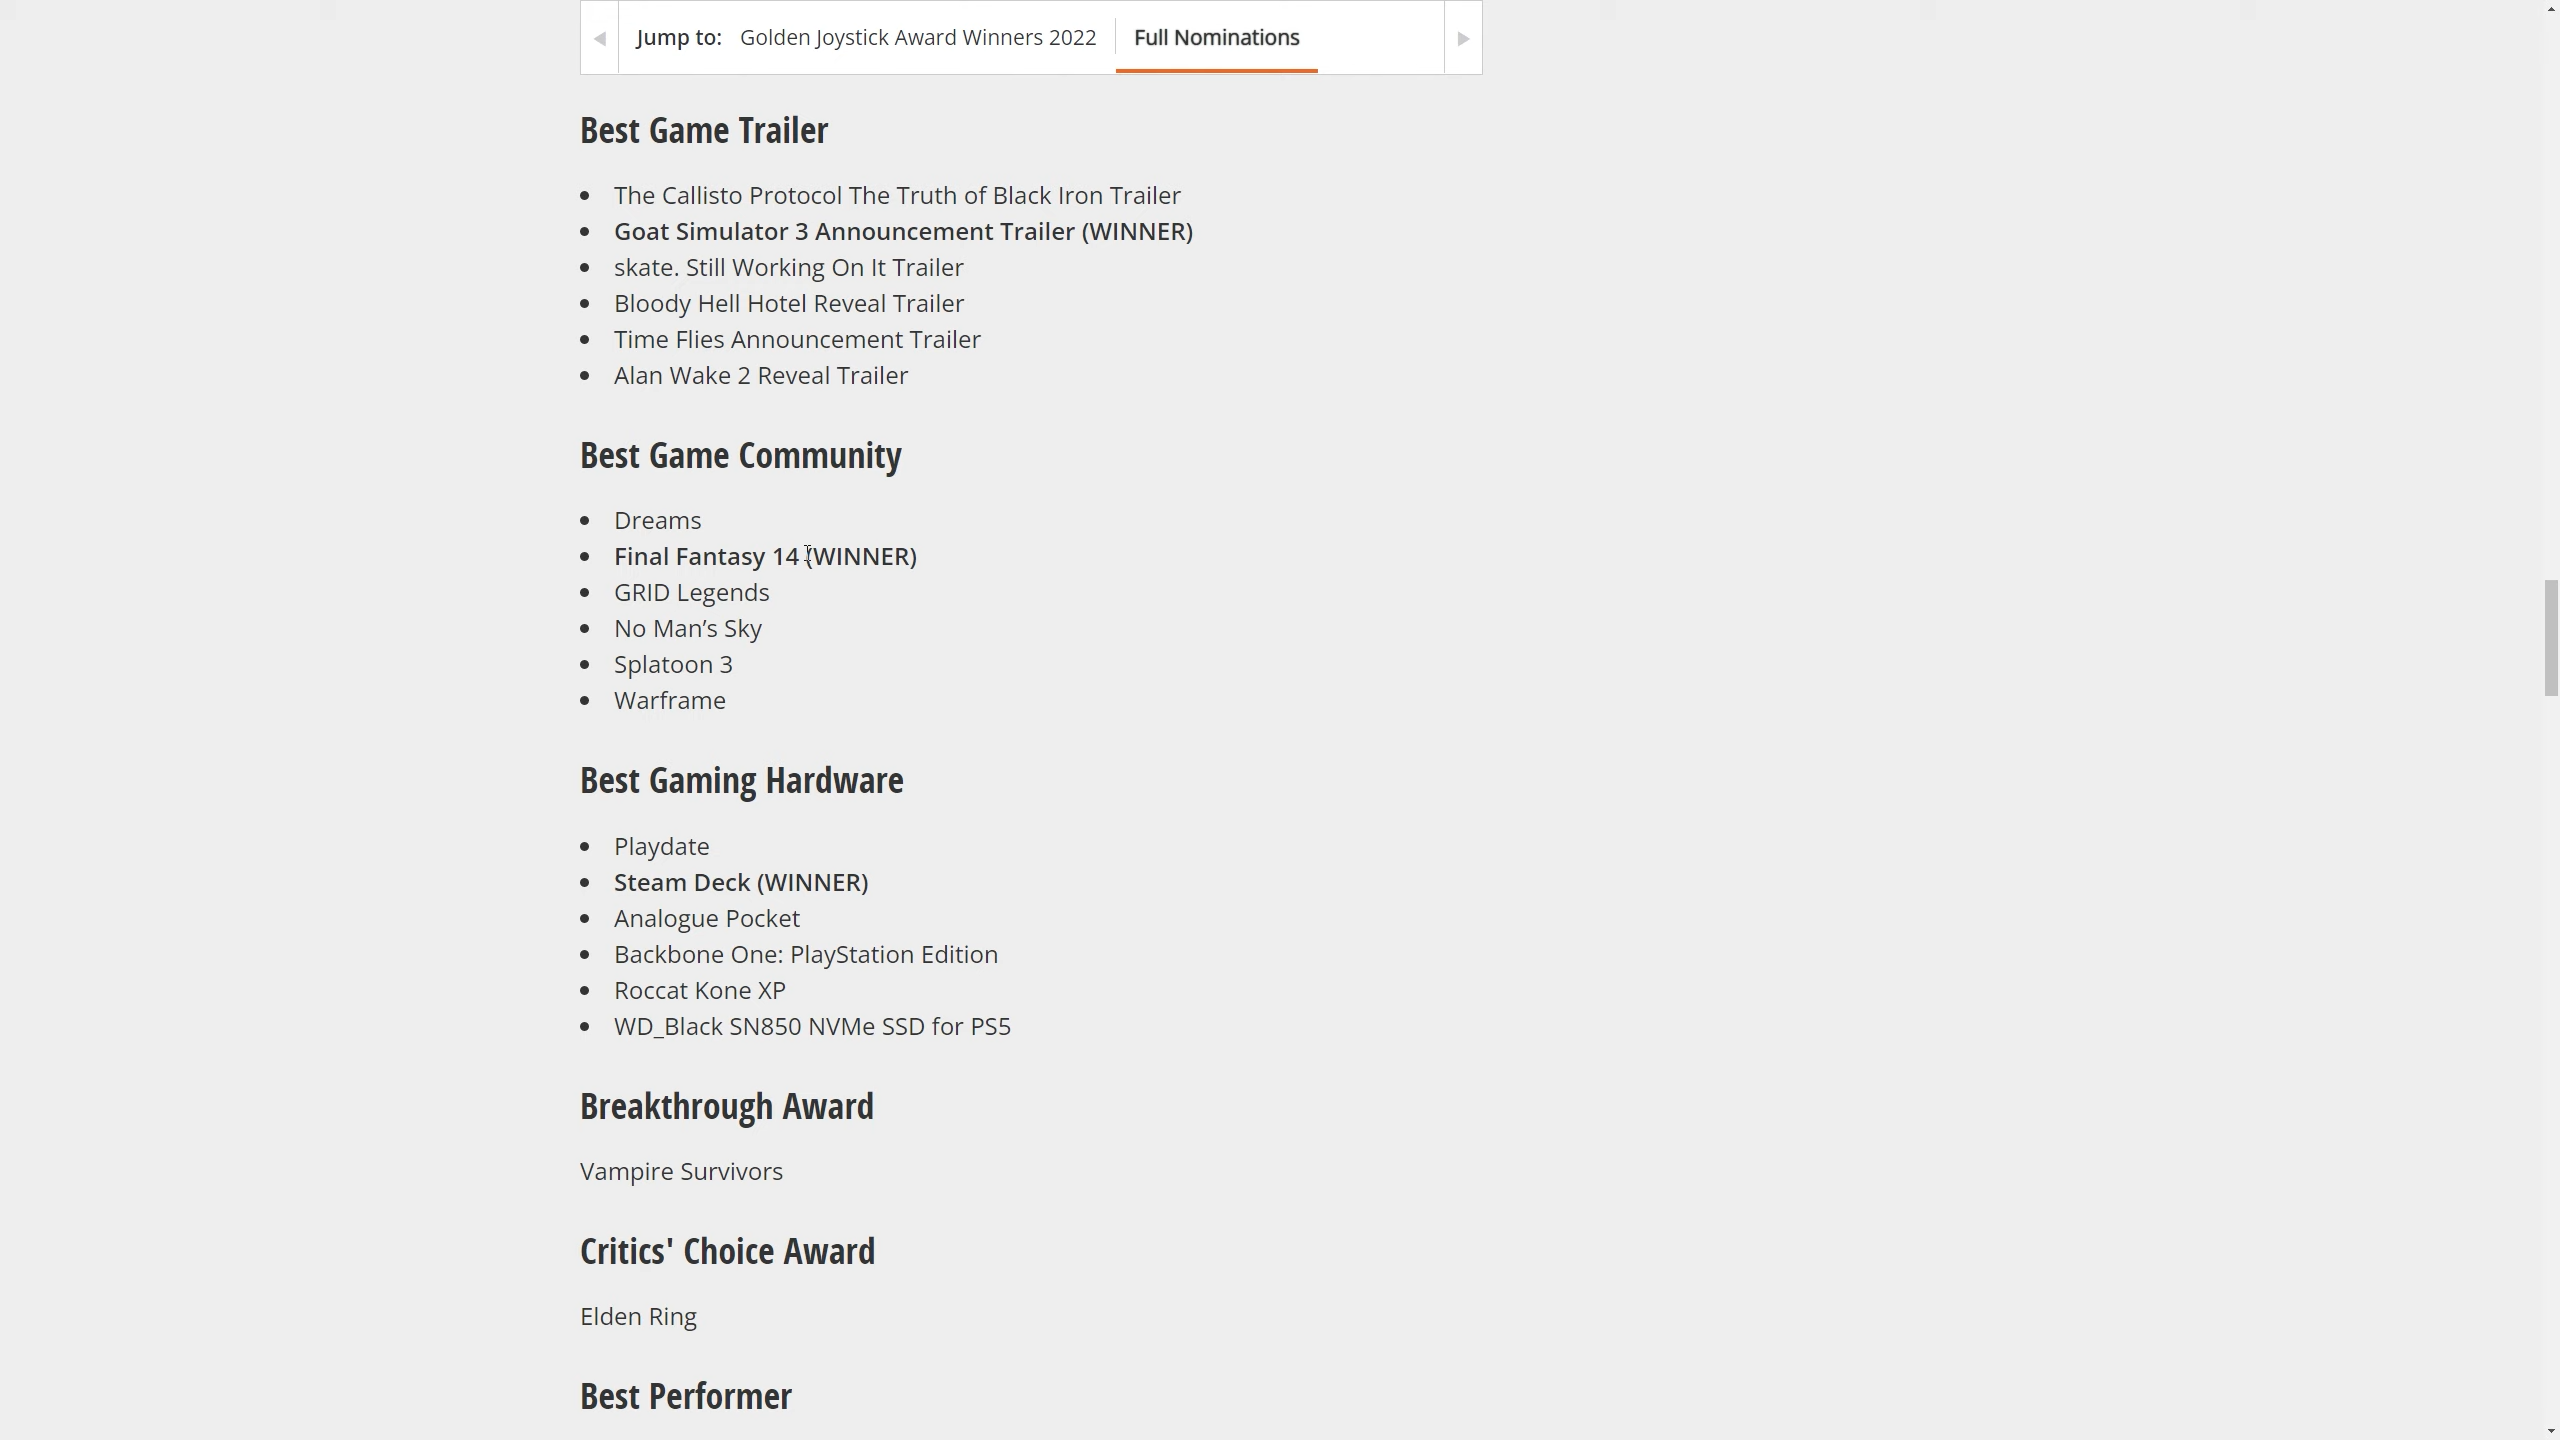 Jump to: Golden Joystick Award Winners 2022 Full Nominations
Best Game Trailer
The Callisto Protocol The Truth of Black Iron Trailer
Goat Simulator 3 Announcement Trailer (WINNER)
skate. Still Working On It Trailer
Bloody Hell Hotel Reveal Trailer
Time Flies Announcement Trailer
Alan Wake 2 Reveal Trailer
Best Game Community
Dreams
Final Fantasy 14 (WINNER)
GRID Legends
No Man’s Sky
Splatoon 3
Warframe
Best Gaming Hardware
Playdate
Steam Deck (WINNER)
Analogue Pocket
Backbone One: PlayStation Edition
Roccat Kone XP
WD_Black SN850 NVMe SSD for PS5
Breakthrough Award
Vampire Survivors
Critics' Choice Award
Elden Ring
Best Performer